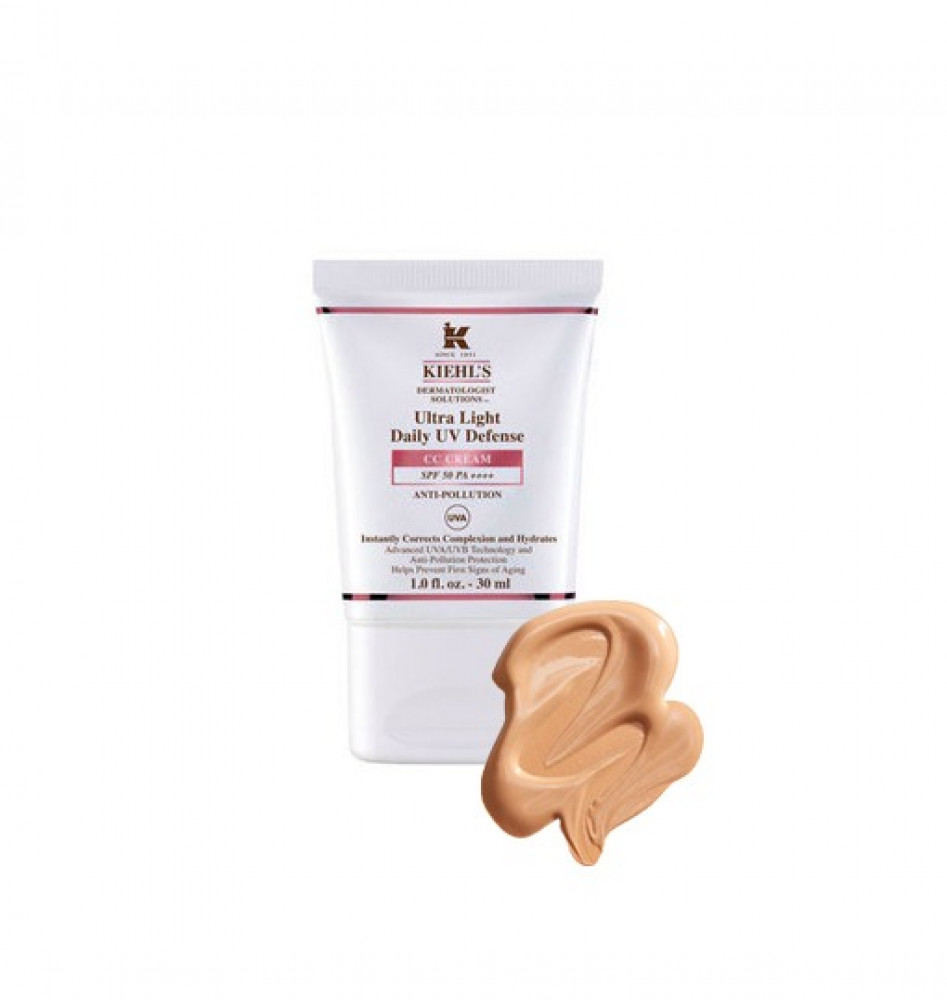 K
SINCE 1851
KIEHL'S
DERMATOLOGIST
SOLUTIONS™
Ultra Light
Daily UV Defense
CC CREAM
SPF 50 PA ++++
ANTI-POLLUTION
UVA
Instantly Corrects Complexion and Hydrates
Advanced UVA/UVB Technology and
Anti-Pollution Protection
Helps Prevent First Signs of Aging
1.0 fl. oz. - 30 ml